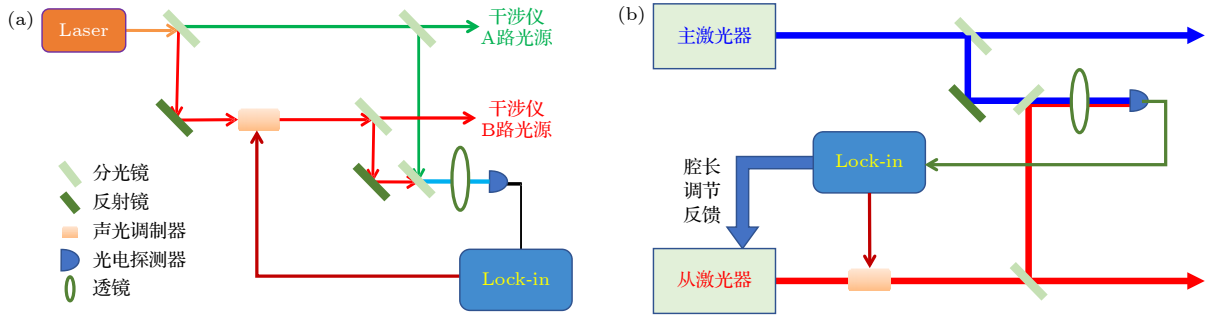 (a)
Laser
干涉仪
A路光源
干涉仪
B路光源
分光镜
反射镜
声光调制器
光电探测器
透镜
Lock-in
(b)
主激光器
Lock-in
腔长
调节
反馈
从激光器